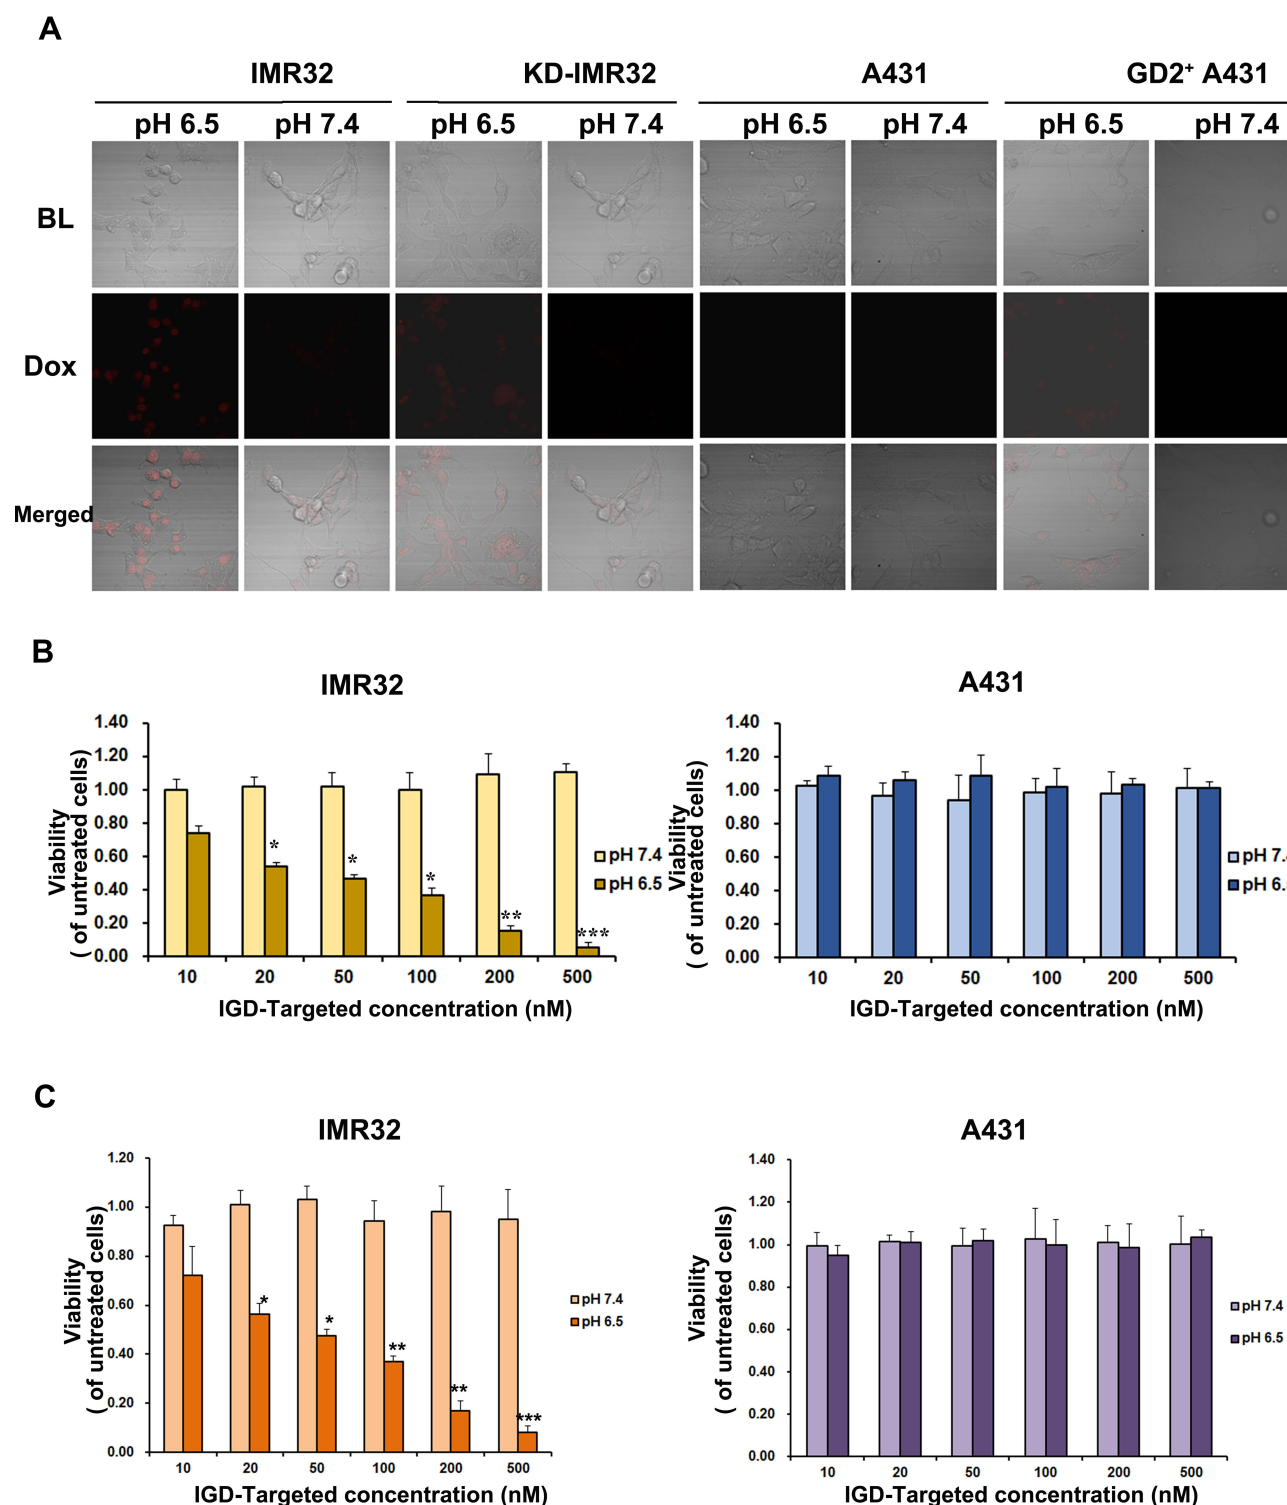 A
IMR32 KD-IMR32 A431 GD2⁺ A431
pH 6.5 pH 7.4 pH 6.5 pH 7.4 pH 6.5 pH 7.4 pH 6.5 pH 7.4
BL
Dox
Merged
B
IMR32
Viability
( of untreated cells)
1.40
1.20
1.00
0.80
0.60
0.40
0.20
0.00
* * * ** ***
pH 7.4
pH 6.5
10 20 50 100 200 500
IGD-Targeted concentration (nM)
A431
Viability
( of untreated cells)
1.40
1.20
1.00
0.80
0.60
0.40
0.20
0.00
pH 7.4
pH 6.
10 20 50 100 200 500
IGD-Targeted concentration (nM)
C
IMR32
Viability
( of untreated cells)
1.20
1.00
0.80
0.60
0.40
0.20
0.00
* * ** ** ***
pH 7.4
pH 6.5
10 20 50 100 200 500
IGD-Targeted concentration (nM)
A431
Viability
( of untreated cells)
1.40
1.20
1.00
0.80
0.60
0.40
0.20
0.00
pH 7.4
pH 6.5
10 20 50 100 200 500
IGD-Targeted concentration (nM)